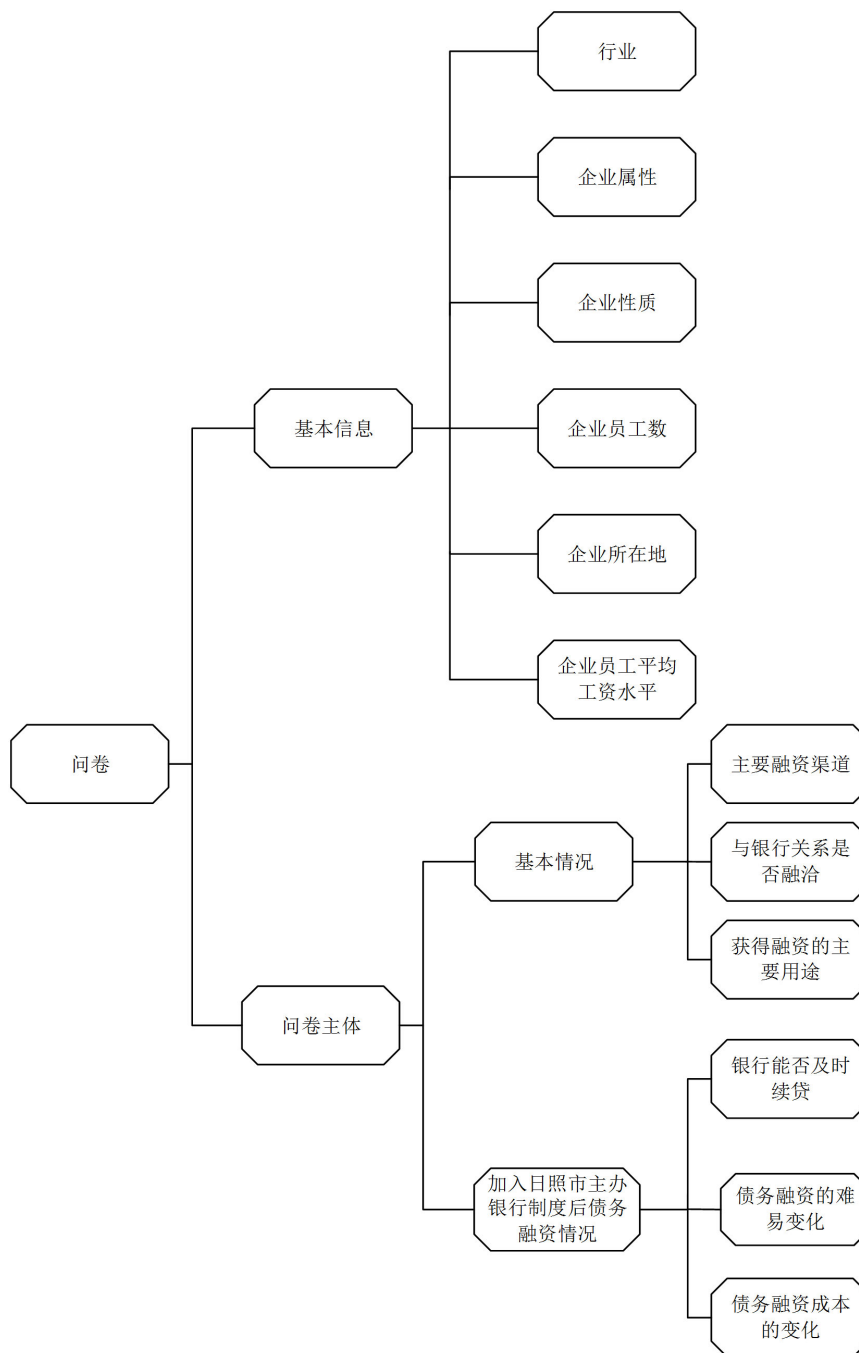 行业
企业属性
企业性质
基本信息
企业员工数
企业所在地
企业员工平均
工资水平
问卷
主要融资渠道
基本情况
与银行关系是
否融洽
获得融资的主
要用途
问卷主体
银行能否及时
续贷
加入日照市主办
银行制度后债务
融资情况
债务融资的难
易变化
债务融资成本
的变化